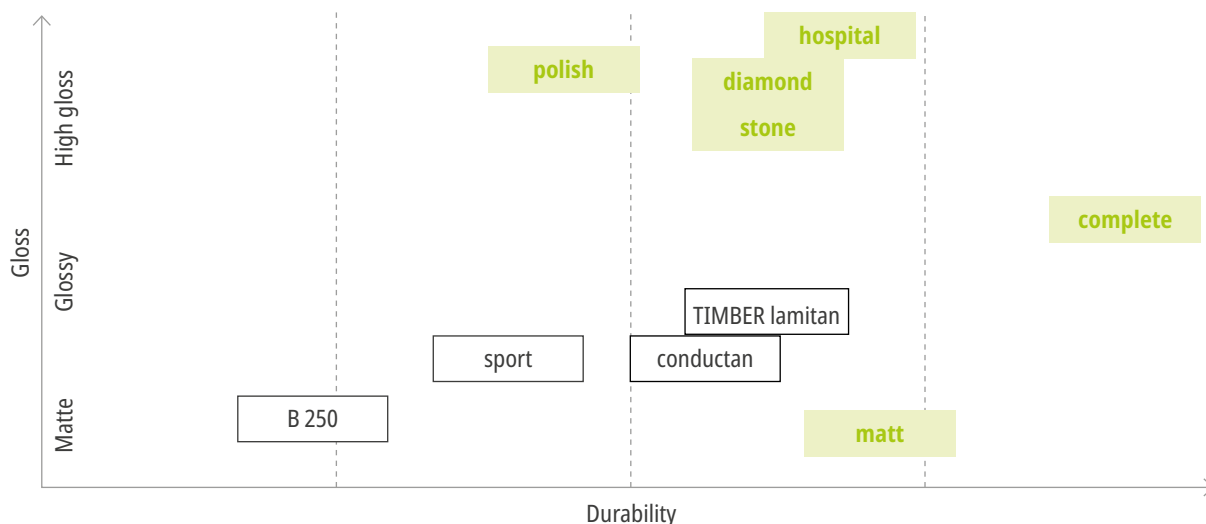 hospital
polish
diamond
stone
complete
TIMBER lamitan
sport
conductan
B 250
matt
Gloss
High gloss
Glossy
Matte
Durability